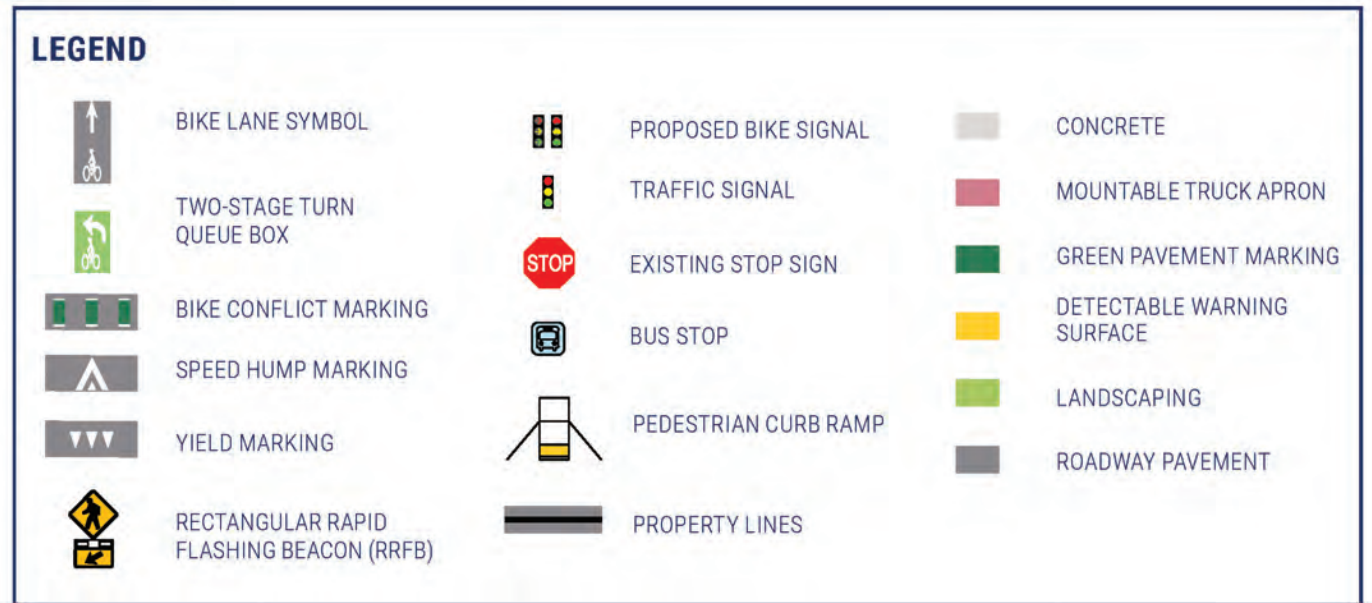 LEGEND
BIKE LANE SYMBOL
TWO-STAGE TURN
QUEUE BOX
BIKE CONFLICT MARKING
SPEED HUMP MARKING
YIELD MARKING
RECTANGULAR RAPID
FLASHING BEACON (RRFB)
PROPOSED BIKE SIGNAL
TRAFFIC SIGNAL
STOP
EXISTING STOP SIGN
BUS STOP
PEDESTRIAN CURB RAMP
PROPERTY LINES
CONCRETE
MOUNTABLE TRUCK APRON
GREEN PAVEMENT MARKING
DETECTABLE WARNING
SURFACE
LANDSCAPING
ROADWAY PAVEMENT